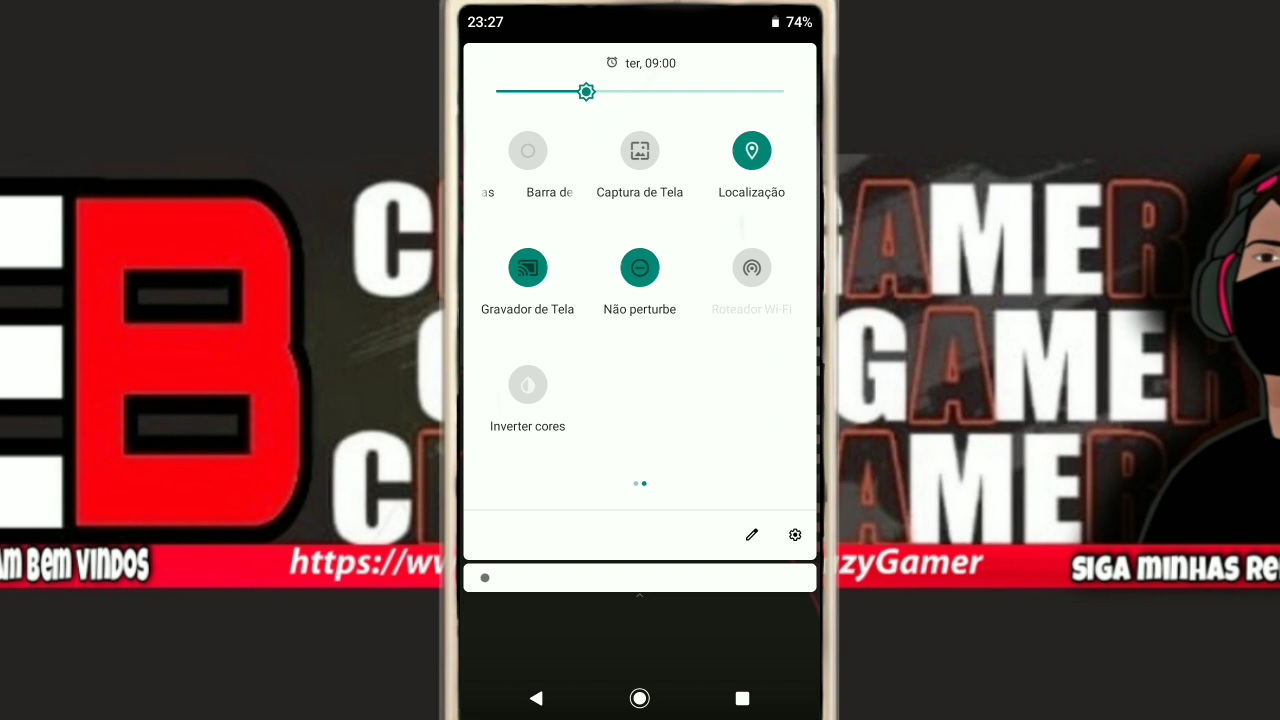 23:27
74%
ter, 09:00
as Barra de
Captura de Tela
Localização
Gravador de Tela
Não perturbe
Roteador Wi-Fi
Inverter cores
B
C
GAMER
GAMER
AMER
AM BEM VINDOS
https://ww
zyGamer
SIGA MINHAS RE